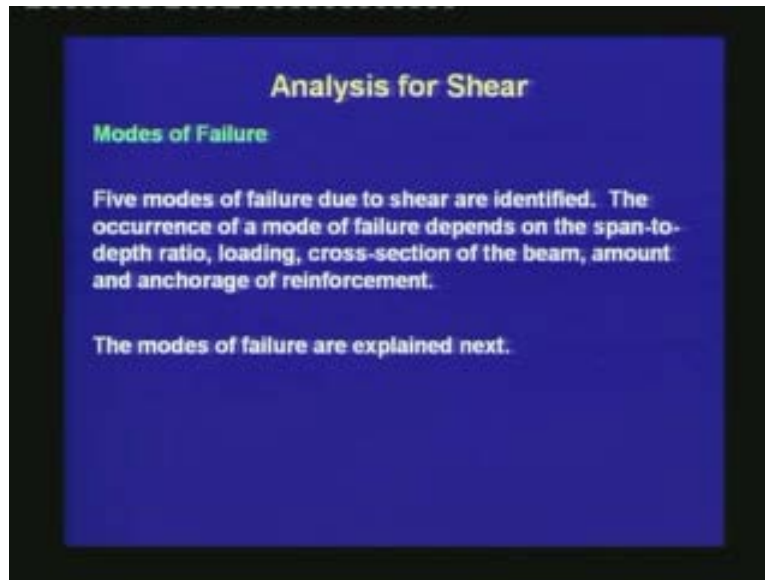 Analysis for Shear
Modes of Failure
Five modes of failure due to shear are identified. The
occurrence of a mode of failure depends on the span-to-
depth ratio, loading, cross-section of the beam, amount
and anchorage of reinforcement.
The modes of failure are explained next.